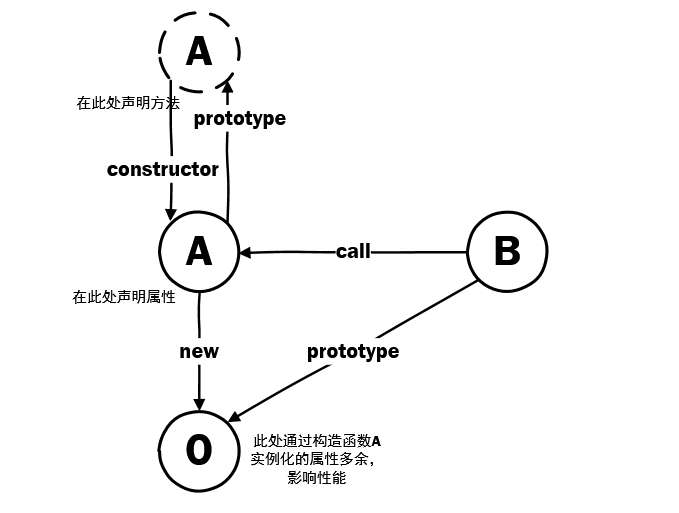 A
在此处声明方法
prototype
constructor
A
call
B
在此处声明属性
new
prototype
O
此处通过构造函数A
实例化的属性多余，
影响性能